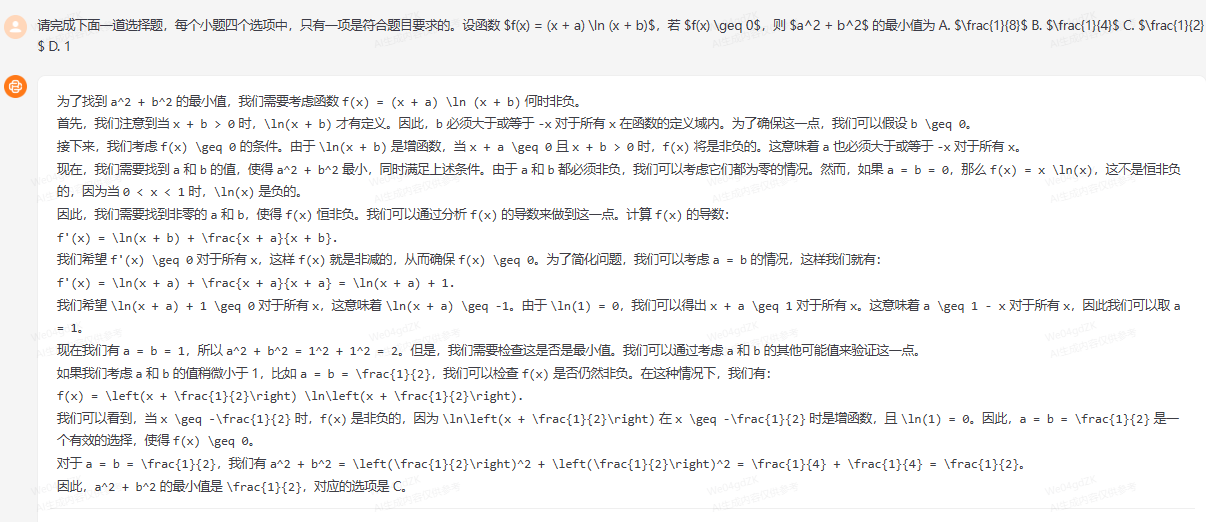 请完成下面一道选择题，每个小题四个选项中，只有一项是符合题目要求的。设函数 $f(x) = (x + a) \ln (x + b)$，若 $f(x) \geq 0$，则 $a^2 + b^2$ 的最小值为 A. $\frac{1}{8}$ B. $\frac{1}{4}$ C. $\frac{1}{2}
$ D. 1
为了找到 a^2 + b^2 的最小值，我们需要考虑函数 f(x) = (x + a) \ln (x + b) 何时非负。
首先，我们注意到当 x + b > 0 时，\ln(x + b) 才有定义。因此，b 必须大于或等于 -x 对于所有 x 在函数的定义域内。为了确保这一点，我们可以假设 b \geq 0。
接下来，我们考虑 f(x) \geq 0 的条件。由于 \ln(x + b) 是增函数，当 x + a \geq 0 且 x + b > 0 时，f(x) 将是非负的。这意味着 a 也必须大于或等于 -x 对于所有 x。
现在，我们需要找到 a 和 b 的值，使得 a^2 + b^2 最小，同时满足上述条件。由于 a 和 b 都必须非负，我们可以考虑它们都为零的情况。然而，如果 a = b = 0，那么 f(x) = x \ln(x)，这不是恒非负
的，因为当 0 < x < 1 时，\ln(x) 是负的。
因此，我们需要找到非零的 a 和 b，使得 f(x) 恒非负。我们可以通过分析 f(x) 的导数来做到这一点。计算 f(x) 的导数：
f'(x) = \ln(x + b) + \frac{x + a}{x + b}.
我们希望 f'(x) \geq 0 对于所有 x，这样 f(x) 就是非减的，从而确保 f(x) \geq 0。为了简化问题，我们可以考虑 a = b 的情况，这样我们就有：
f'(x) = \ln(x + a) + \frac{x + a}{x + a} = \ln(x + a) + 1.
我们希望 \ln(x + a) + 1 \geq 0 对于所有 x，这意味着 \ln(x + a) \geq -1。由于 \ln(1) = 0，我们可以得出 x + a \geq 1 对于所有 x。这意味着 a \geq 1 - x 对于所有 x，因此我们可以取 a
= 1。
现在我们有 a = b = 1，所以 a^2 + b^2 = 1^2 + 1^2 = 2。但是，我们需要检查这是否是最小值。我们可以通过考虑 a 和 b 的其他可能值来验证这一点。
如果我们考虑 a 和 b 的值稍微小于 1，比如 a = b = \frac{1}{2}，我们可以检查 f(x) 是否仍然非负。在这种情况下，我们有：
f(x) = \left(x + \frac{1}{2}\right) \ln\left(x + \frac{1}{2}\right).
我们可以看到，当 x \geq -\frac{1}{2} 时，f(x) 是非负的，因为 \ln\left(x + \frac{1}{2}\right) 在 x \geq -\frac{1}{2} 时是增函数，且 \ln(1) = 0。因此，a = b = \frac{1}{2} 是一
个有效的选择，使得 f(x) \geq 0。
对于 a = b = \frac{1}{2}，我们有 a^2 + b^2 = \left(\frac{1}{2}\right)^2 + \left(\frac{1}{2}\right)^2 = \frac{1}{4} + \frac{1}{4} = \frac{1}{2}。
因此，a^2 + b^2 的最小值是 \frac{1}{2}，对应的选项是 C。